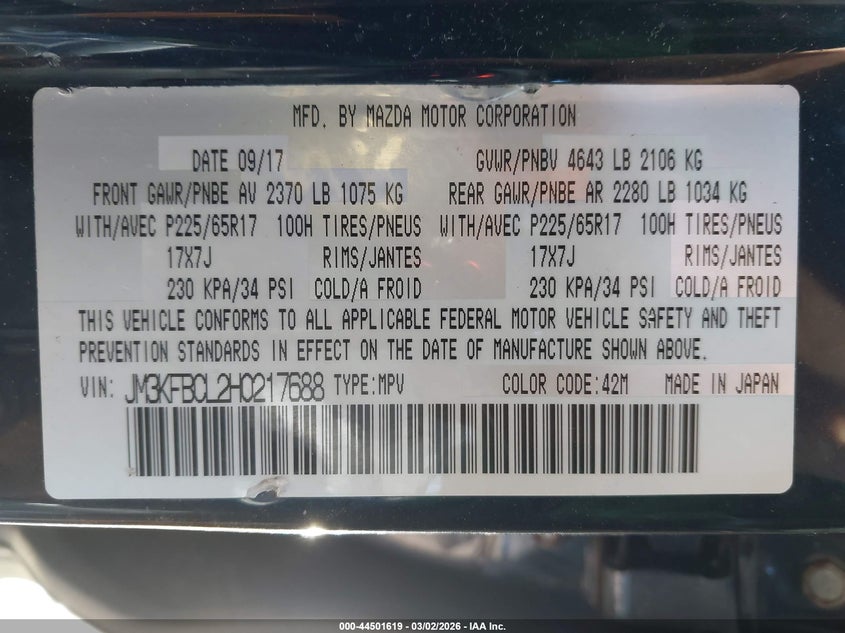 MFD. BY MAZDA MOTOR CORPORATION
DATE 09/17 GVWR/PNBV 4643 LB 2106 KG
FRONT GAWR/PNBE AV 2370 LB 1075 KG REAR GAWR/PNBE AR 2280 LB 1034 KG
WITH/AVEC P225/65R17 100H TIRES/PNEUS WITH/AVEC P225/65R17 100H TIRES/PNEUS
17X7J RIMS/JANTES 17X7J RIMS/JANTES
230 KPA/34 PSI COLD/A FROID 230 KPA/34 PSI COLD/A FROID
THIS VEHICLE CONFORMS TO ALL APPLICABLE FEDERAL MOTOR VEHICLE SAFETY AND THEFT
PREVENTION STANDARDS IN EFFECT ON THE DATE OF MANUFACTURE SHOWN ABOVE.
VIN: JM3KFBCL2H0217688 TYPE:MPV COLOR CODE:42M MADE IN JAPAN
000-44501619 - 03/02/2026 - IAA Inc.